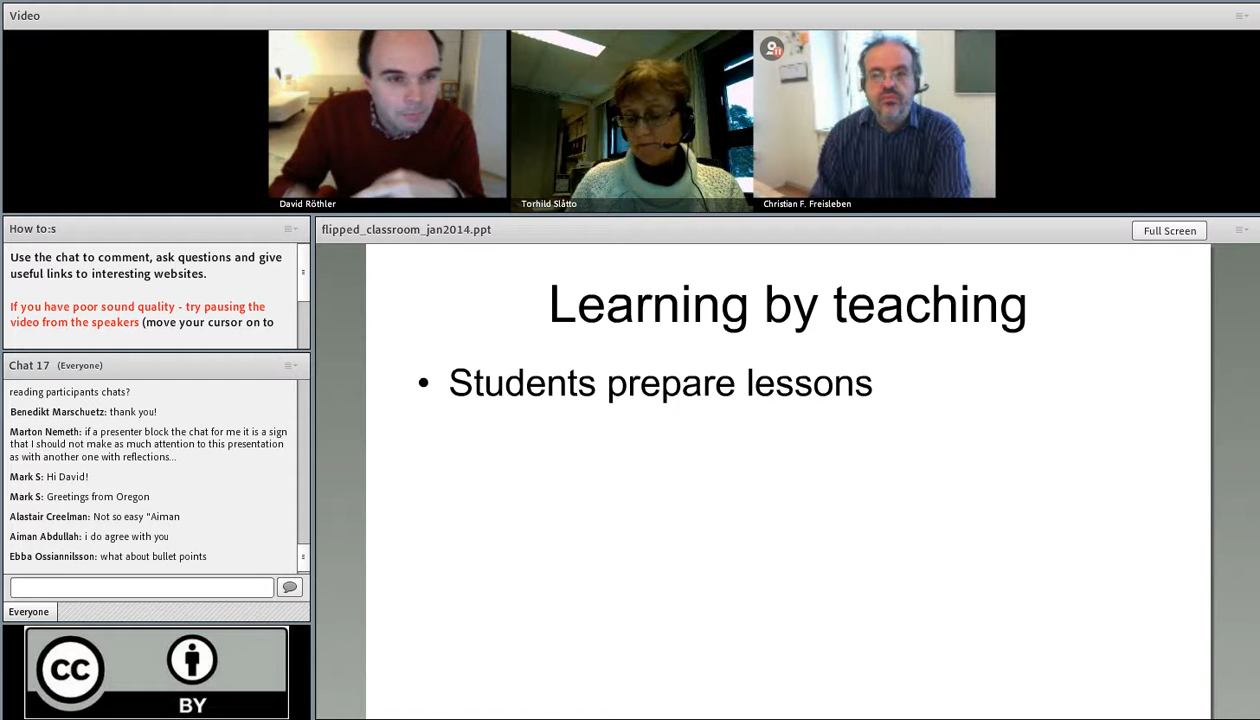 Video
David Röthler
Torhild Slåtto
Christian F. Freisleben
How to:s
Use the chat to comment, ask questions and give
useful links to interesting websites.
If you have poor sound quality - try pausing the
video from the speakers (move your cursor on to
Chat 17 (Everyone)
reading participants chats?
Benedikt Marschuetz: thank you!
Marton Nemeth: if a presenter block the chat for me it is a sign
that I should not make as much attention to this presentation
as with another one with reflections...
Mark S: Hi David!
Mark S: Greetings from Oregon
Alastair Creelman: Not so easy "Aiman
Aiman Abdullah: i do agree with you
Ebba Ossiannilsson: what about bullet points
Everyone
CC
BY
flipped_classroom_jan2014.ppt
Full Screen
Learning by teaching
• Students prepare lessons